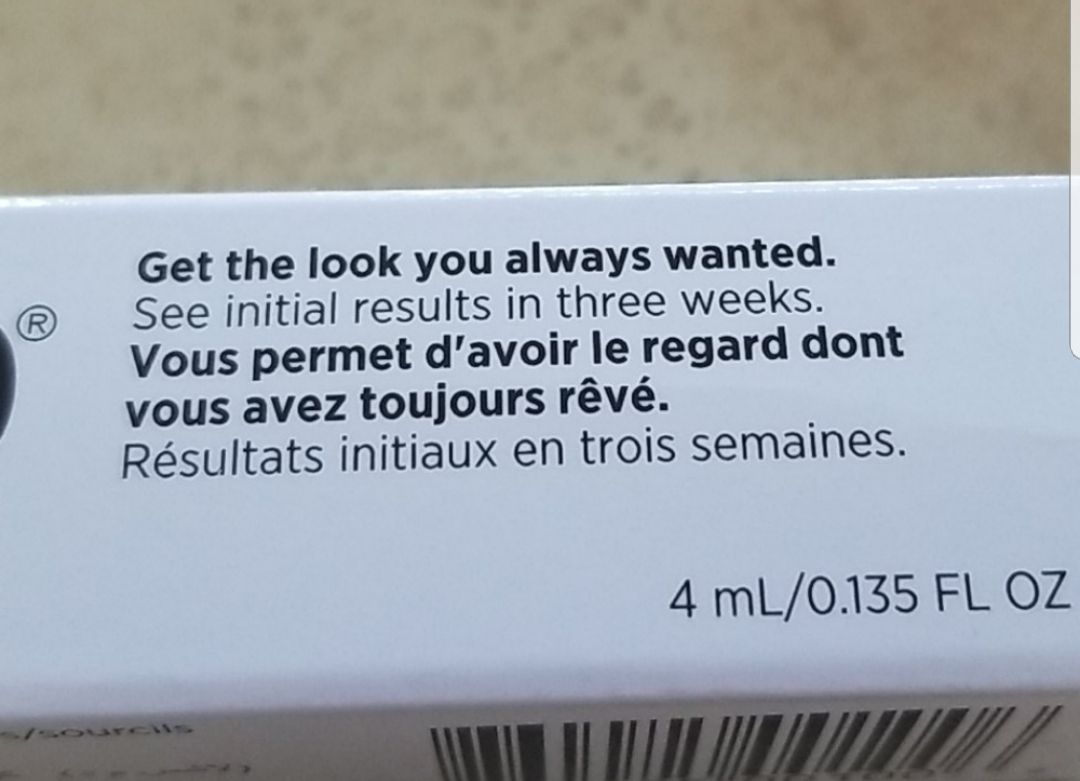 ®
Get the look you always wanted.
See initial results in three weeks.
Vous permet d'avoir le regard dont
vous avez toujours rêvé.
Résultats initiaux en trois semaines.
4 mL/0.135 FL OZ
/sourcils